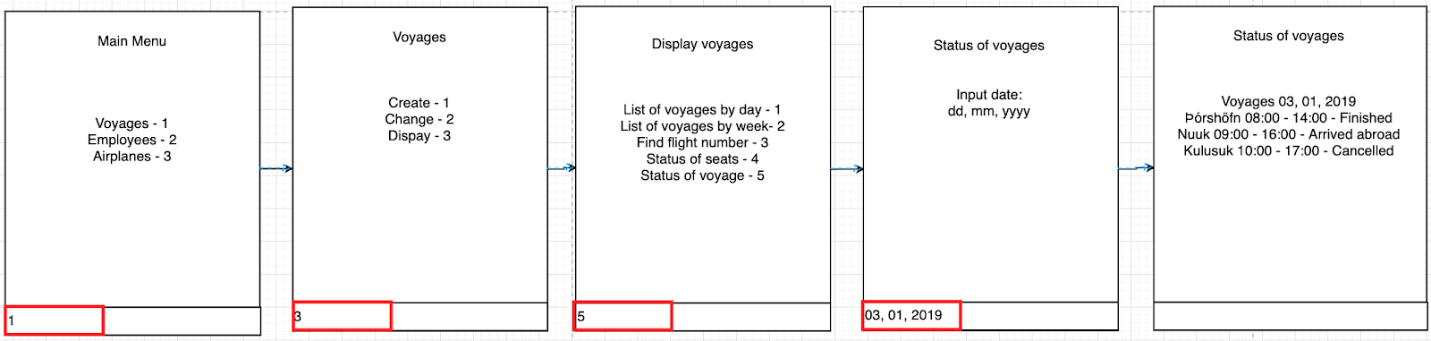 Main Menu
Voyages - 1
Employees - 2
Airplanes - 3
1
Voyages
Create - 1
Change - 2
Dispay - 3
3
Display voyages
List of voyages by day - 1
List of voyages by week- 2
Find flight number - 3
Status of seats - 4
Status of voyage - 5
5
Status of voyages
Input date:
dd, mm, yyyy
03, 01, 2019
Status of voyages
Voyages 03, 01, 2019
Þórshöfn 08:00 - 14:00 - Finished
Nuuk 09:00 - 16:00 - Arrived abroad
Kulusuk 10:00 - 17:00 - Cancelled